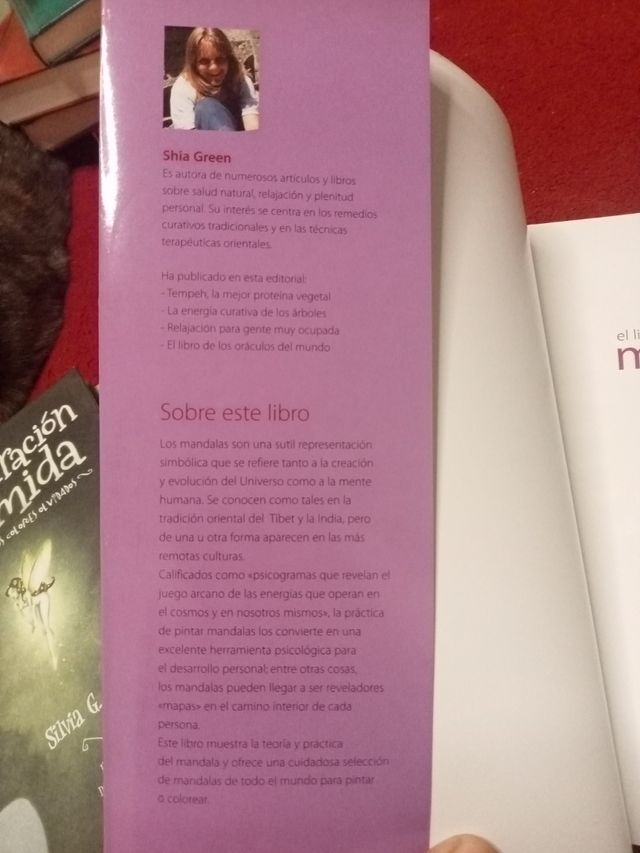 Shia Green
Es autora de numerosos artículos y libros
sobre salud natural, relajación y plenitud
personal. Su interés se centra en los remedios
curativos tradicionales y en las técnicas
terapéuticas orientales.
Ha publicado en esta editorial:
- Tempeh, la mejor proteína vegetal
- La energía curativa de los árboles
- Relajación para gente muy ocupada
- El libro de los oráculos del mundo
Sobre este libro
Los mandalas son una sutil representación
simbólica que se refiere tanto a la creación
y evolución del Universo como a la mente
humana. Se conocen como tales en la
tradición oriental del Tíbet y la India, pero
de una u otra forma aparecen en las más
remotas culturas.
Calificados como «psicogramas que revelan el
juego arcano de las energías que operan en
el cosmos y en nosotros mismos», la práctica
de pintar mandalas los convierte en una
excelente herramienta psicológica para
el desarrollo personal; entre otras cosas,
los mandalas pueden llegar a ser reveladores
«mapas» en el camino interior de cada
persona.
Este libro muestra la teoría y práctica
del mandala y ofrece una cuidadosa selección
de mandalas de todo el mundo para pintar
o colorear.
ración
mida
S COLORES OLVIDADOS
Silvia G.
el li
m